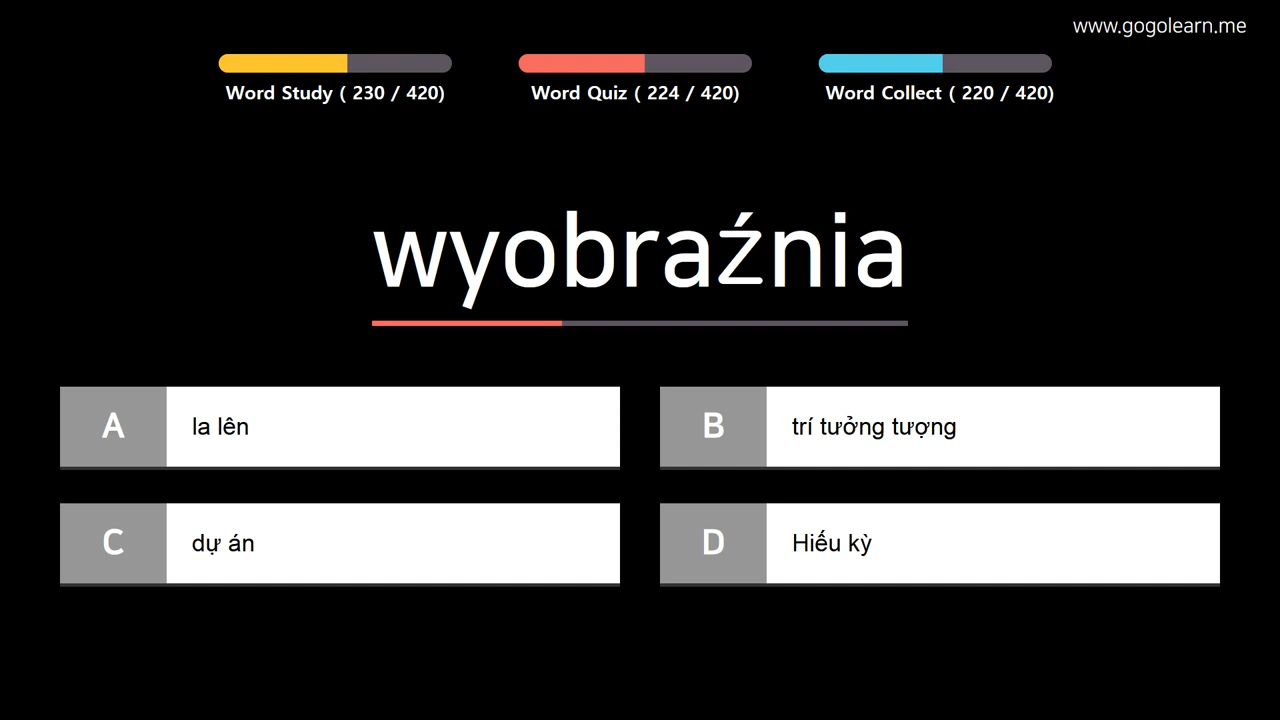 www.gogolearn.me
Word Study ( 230 / 420)
Word Quiz ( 224 / 420)
Word Collect ( 220 / 420)
wyobraźnia
A
la lên
B
trí tưởng tượng
C
dự án
D
Hiếu kỳ